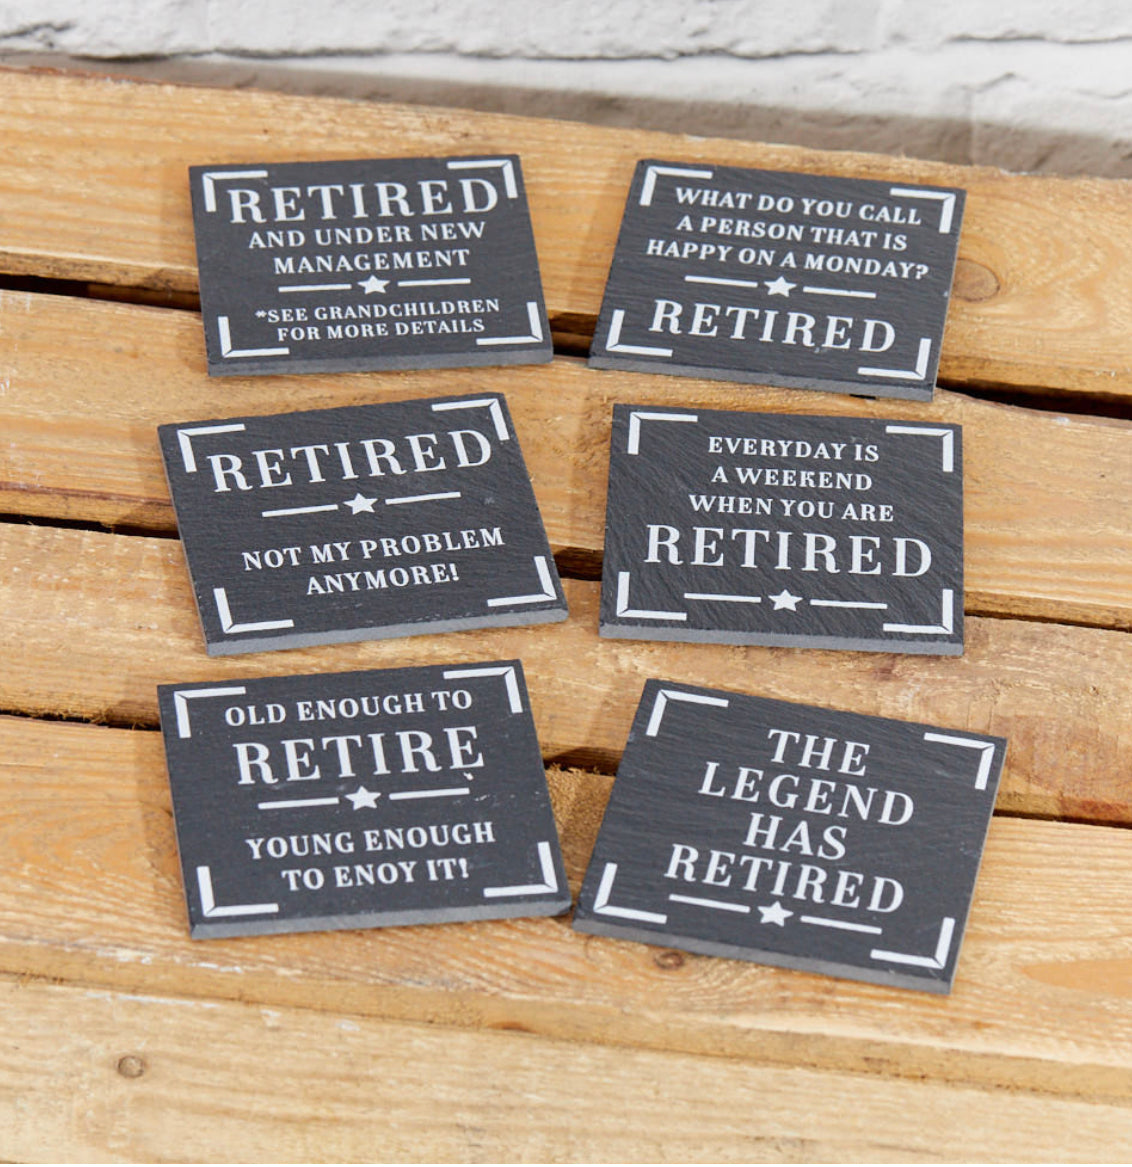 RETIRED
AND UNDER NEW
MANAGEMENT
*SEE GRANDCHILDREN
FOR MORE DETAILS
WHAT DO YOU CALL
A PERSON THAT IS
HAPPY ON A MONDAY?
RETIRED
RETIRED
NOT MY PROBLEM
ANYMORE!
EVERYDAY IS
A WEEKEND
WHEN YOU ARE
RETIRED
OLD ENOUGH TO
RETIRE
YOUNG ENOUGH
TO ENOY IT!
THE
LEGEND
HAS
RETIRED